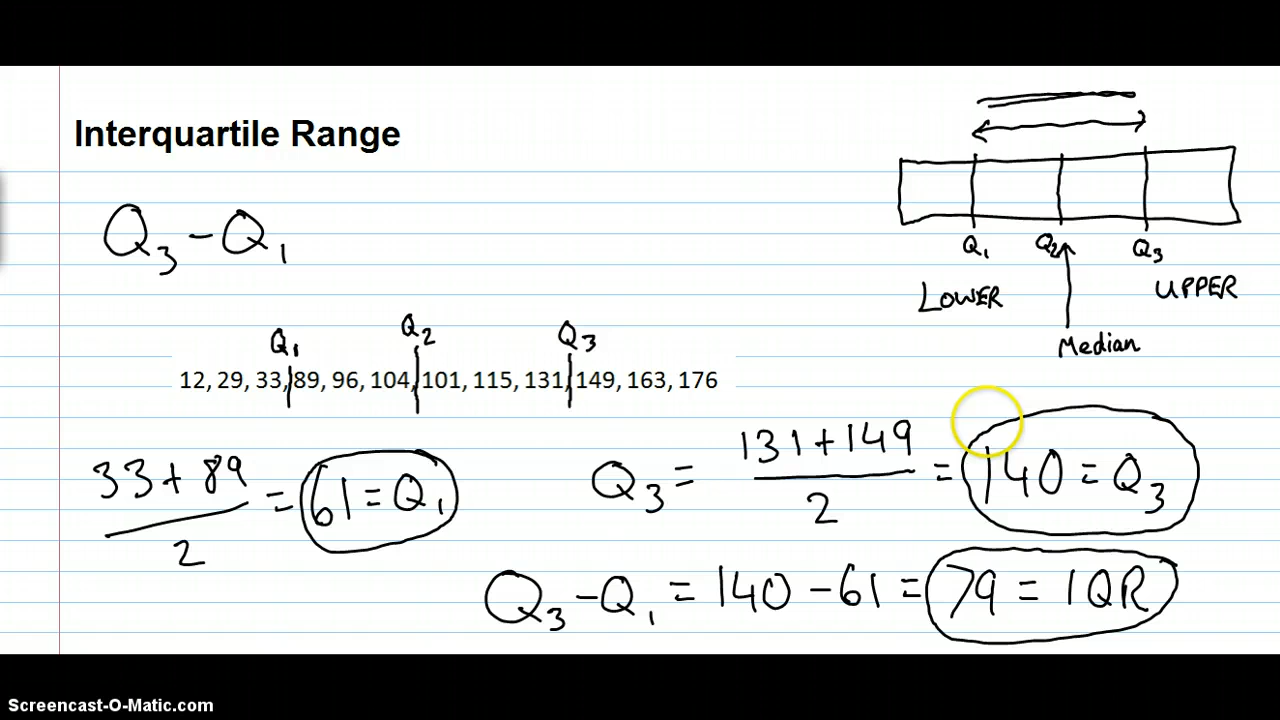 Interquartile Range
Q3 - Q1
Q1 Q2 Q3
LOWER UPPER
Median
Q1 Q2 Q3
12, 29, 33, 89, 96, 104, 101, 115, 131, 149, 163, 176
33 + 89 / 2 = 61 = Q1
Q3 = 131 + 149 / 2 = 140 = Q3
Q3 - Q1 = 140 - 61 = 79 = IQR
Screencast-O-Matic.com